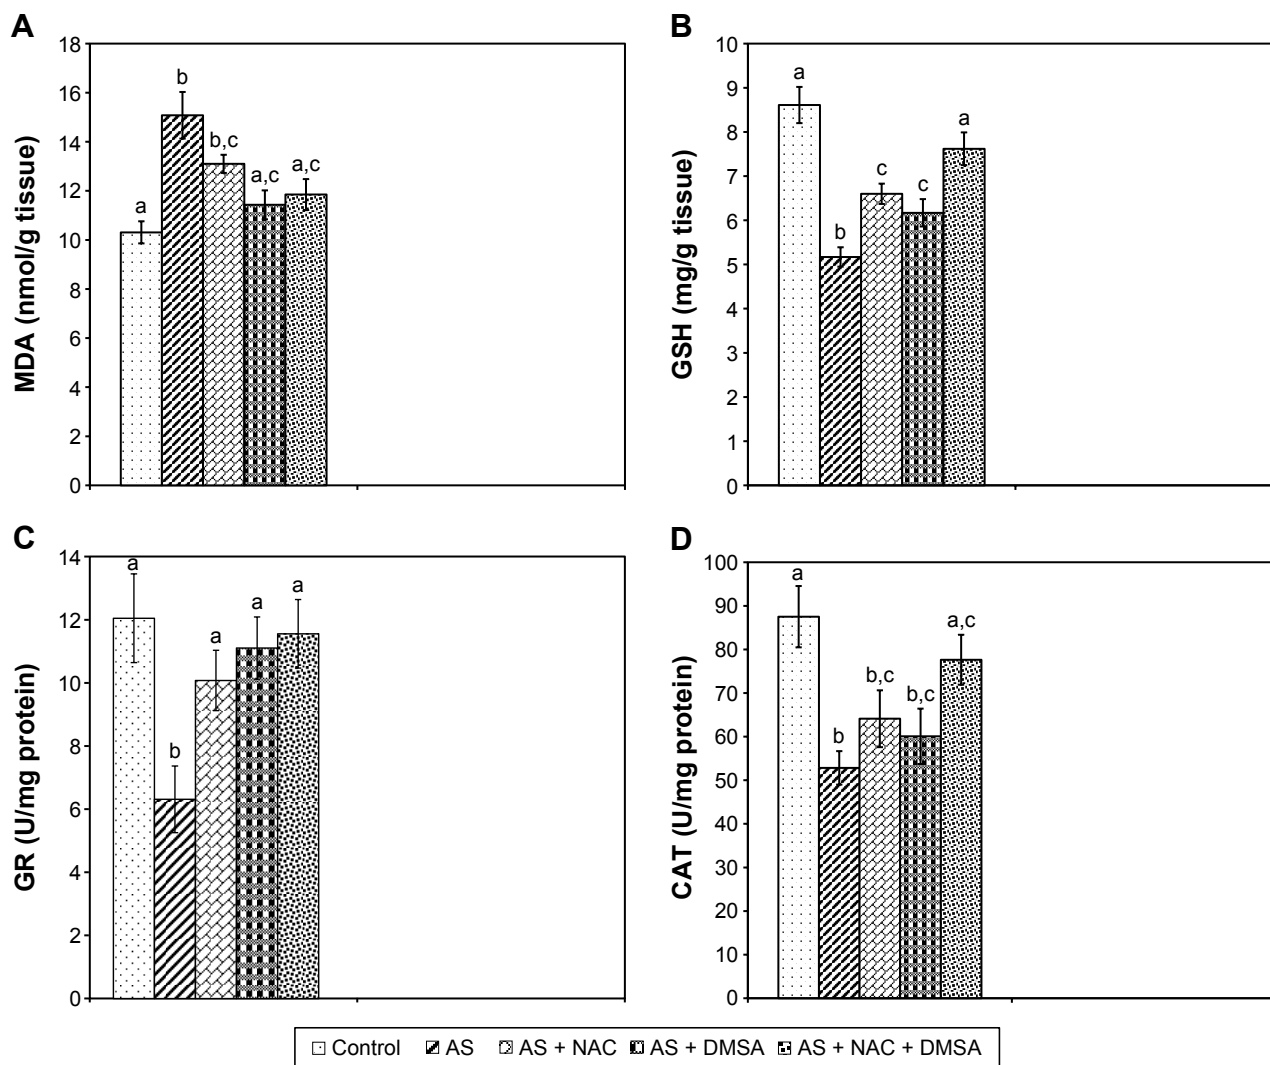 A
18
16
14
12
10
8
6
4
2
0
MDA (nmol/g tissue)
a
b
b,c
a,c
a,c
B
10
9
8
7
6
5
4
3
2
1
0
GSH (mg/g tissue)
a
b
c
c
a
C
14
12
10
8
6
4
2
0
GR (U/mg protein)
a
b
a
a
a
D
100
90
80
70
60
50
40
30
20
10
0
CAT (U/mg protein)
a
b
b,c
b,c
a,c
Control AS AS + NAC AS + DMSA AS + NAC + DMSA